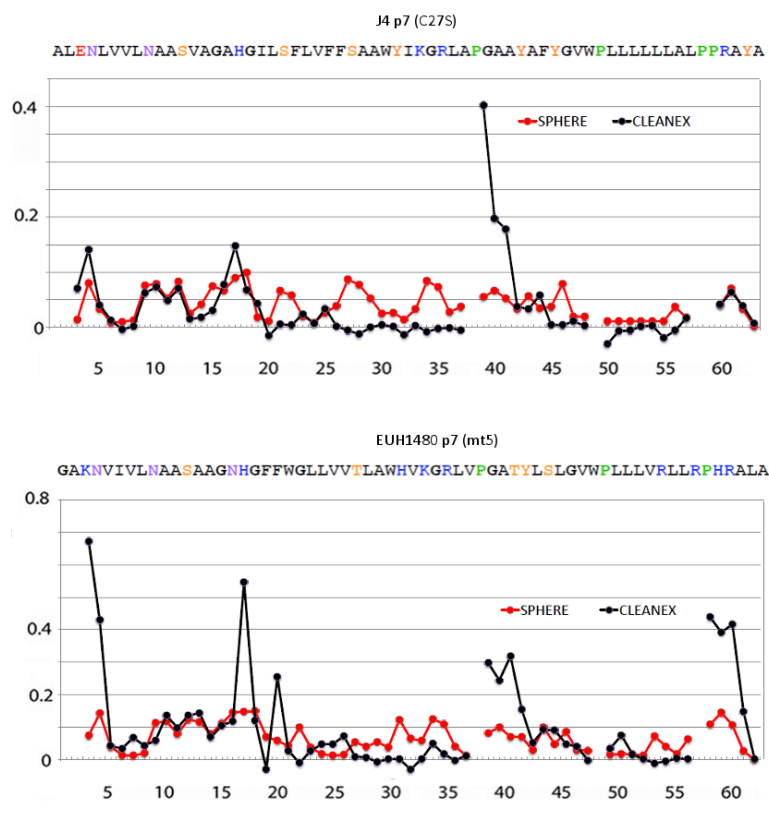 J4 p7 (C27S)
ALENLVVLNAASVAGAHGILSFLVFFSAAWYIKGRLAPGAAYAFYGVWPLLLLLLALPPRAYA
0.4
SPHERE CLEANEX
0.2
0
5 10 15 20 25 30 35 40 45 50 55 60
EUH1480 p7 (mt5)
GAKNVIVLNAASAAGNHGFFWGLLVVTLAWHVKGRLVPGATYLSLGVWPLLLVRLLRPHRALA
0.8
SPHERE CLEANEX
0.4
0.2
0
5 10 15 20 25 30 35 40 45 50 55 60